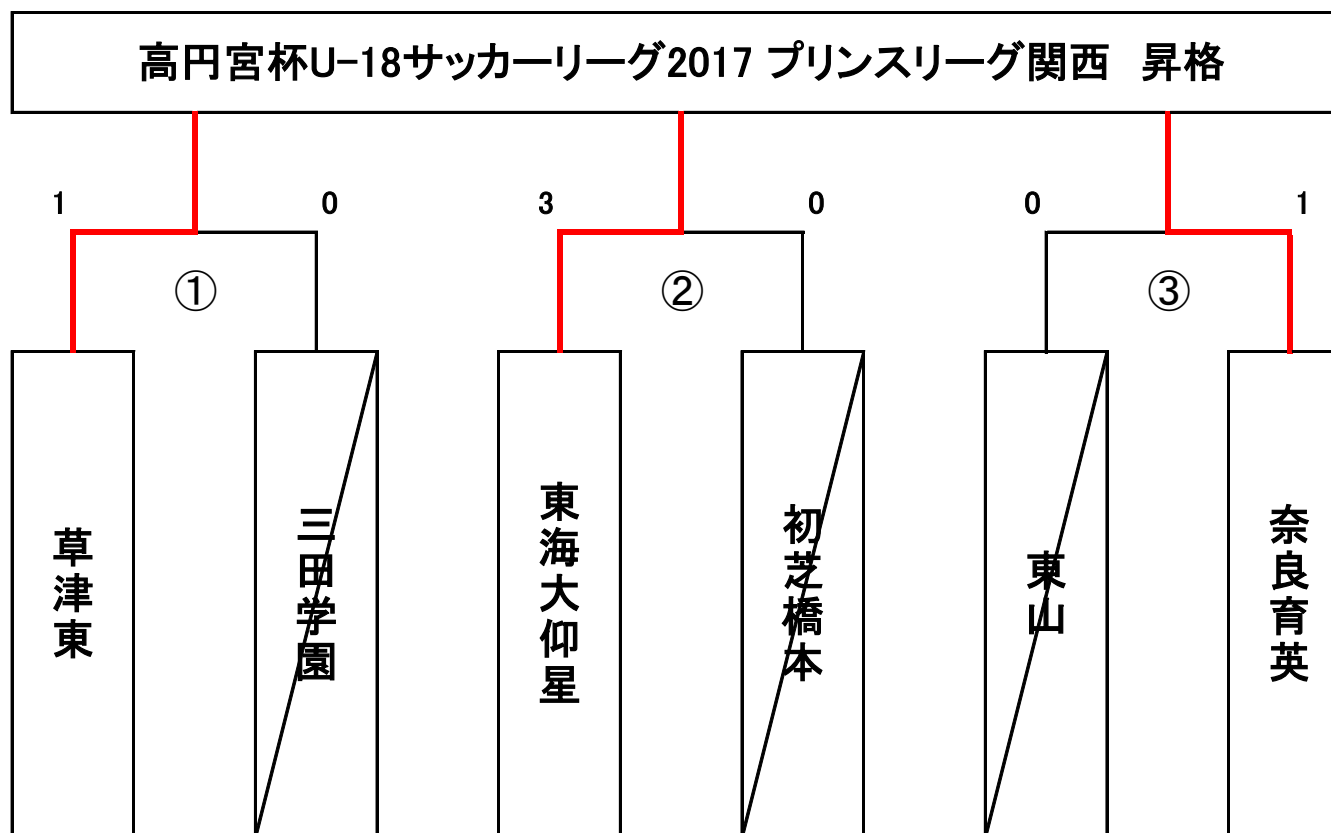 高円宮杯U-18サッカーリーグ2017 プリンスリーグ関西　昇格
1
0
3
0
0
1
①
②
③
草津東
三田学園
東海大仰星
初芝橋本
東山
奈良育英